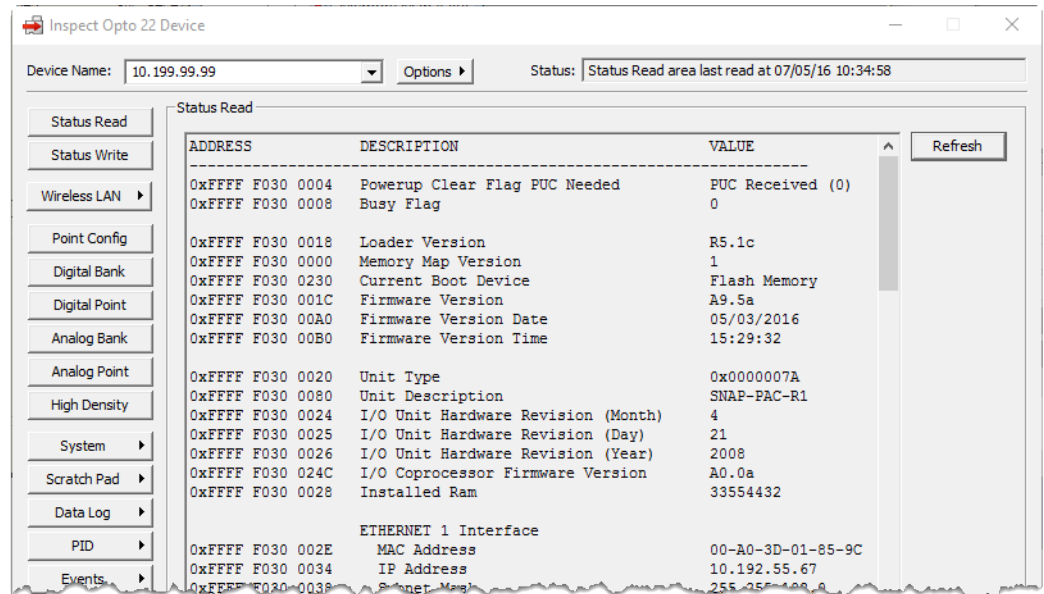 Inspect Opto 22 Device
Device Name: 10.199.99.99 Options Status: Status Read area last read at 07/05/16 10:34:58
Status Read
Status Write
Wireless LAN
Point Config
Digital Bank
Digital Point
Analog Bank
Analog Point
High Density
System
Scratch Pad
Data Log
PID
Events
Status Read
Refresh
ADDRESS DESCRIPTION VALUE
--------------------------------------------------------------------------------
0xFFFF F030 0004 Powerup Clear Flag PUC Needed PUC Received (0)
0xFFFF F030 0008 Busy Flag 0
0xFFFF F030 0018 Loader Version R5.1c
0xFFFF F030 0000 Memory Map Version 1
0xFFFF F030 0230 Current Boot Device Flash Memory
0xFFFF F030 001C Firmware Version A9.5a
0xFFFF F030 00A0 Firmware Version Date 05/03/2016
0xFFFF F030 00B0 Firmware Version Time 15:29:32
0xFFFF F030 0020 Unit Type 0x0000007A
0xFFFF F030 0080 Unit Description SNAP-PAC-R1
0xFFFF F030 0024 I/O Unit Hardware Revision (Month) 4
0xFFFF F030 0025 I/O Unit Hardware Revision (Day) 21
0xFFFF F030 0026 I/O Unit Hardware Revision (Year) 2008
0xFFFF F030 024C I/O Coprocessor Firmware Version A0.0a
0xFFFF F030 0028 Installed Ram 33554432
ETHERNET 1 Interface
0xFFFF F030 002E MAC Address 00-A0-3D-01-85-9C
0xFFFF F030 0034 IP Address 10.192.55.67